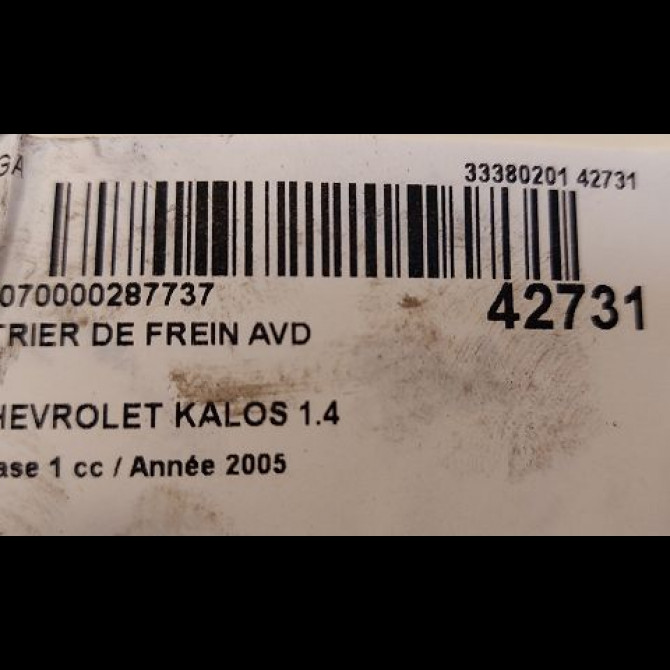 GA
33380201 42731
070000287737
42731
TRIER DE FREIN AVD
HEVROLET KALOS 1.4
ase 1 cc / Année 2005